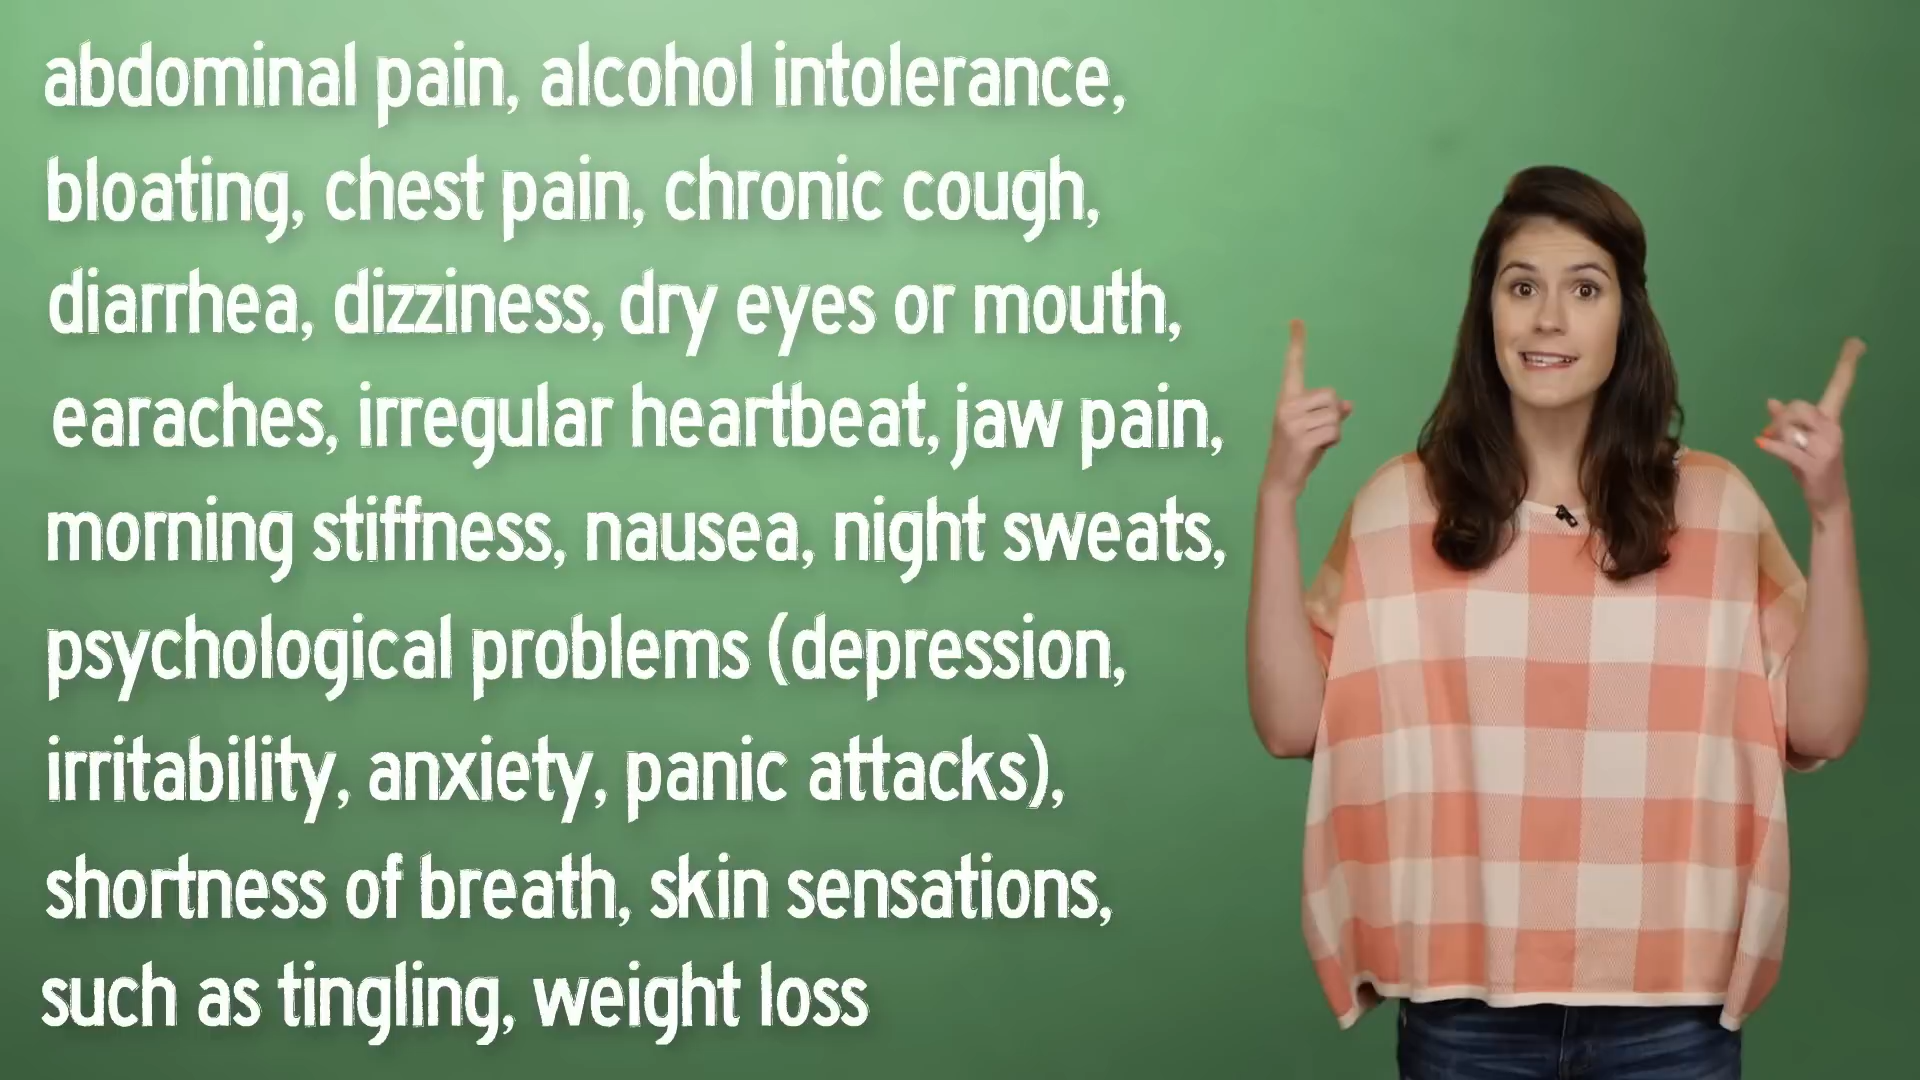 abdominal pain, alcohol intolerance,
bloating, chest pain, chronic cough,
diarrhea, dizziness, dry eyes or mouth,
earaches, irregular heartbeat, jaw pain,
morning stiffness, nausea, night sweats,
psychological problems (depression,
irritability, anxiety, panic attacks),
shortness of breath, skin sensations,
such as tingling, weight loss